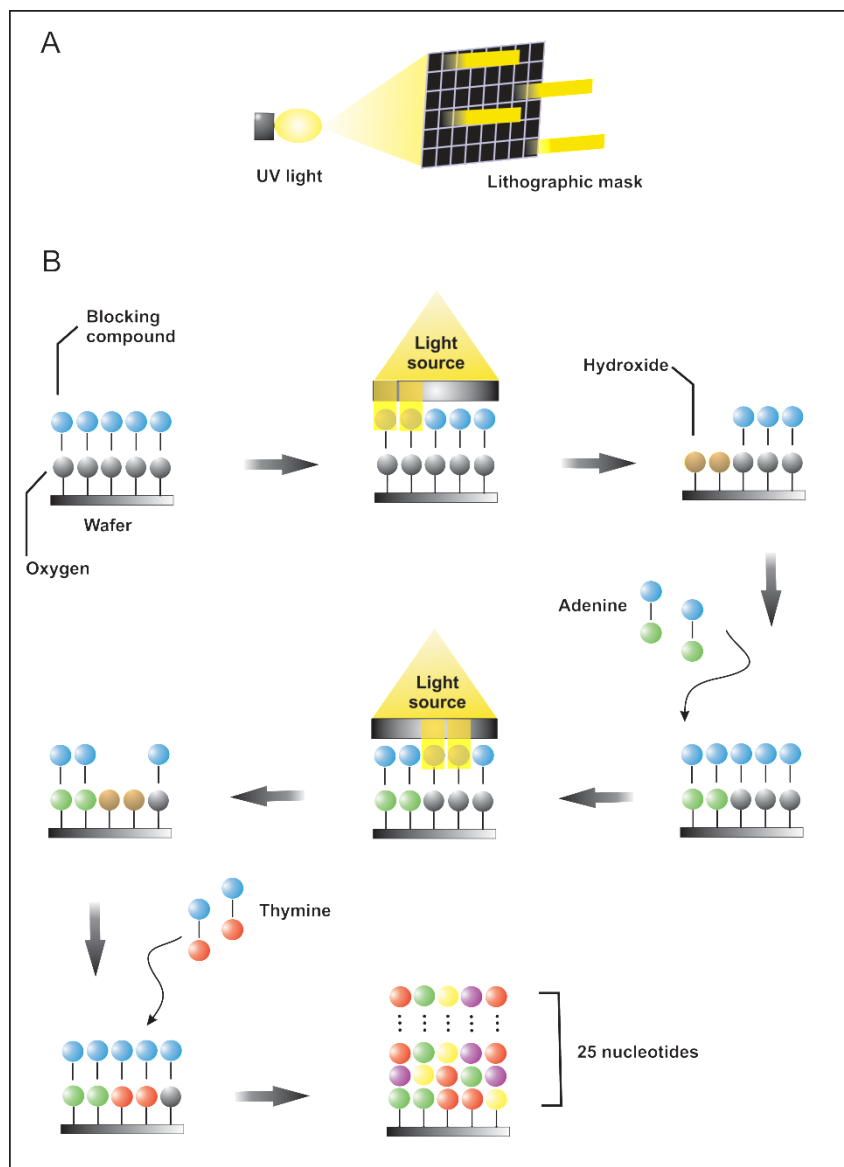 A
UV light
Lithographic mask
B
Blocking
compound
Light
source
Hydroxide
Wafer
Oxygen
Adenine
Light
source
Thymine
25 nucleotides